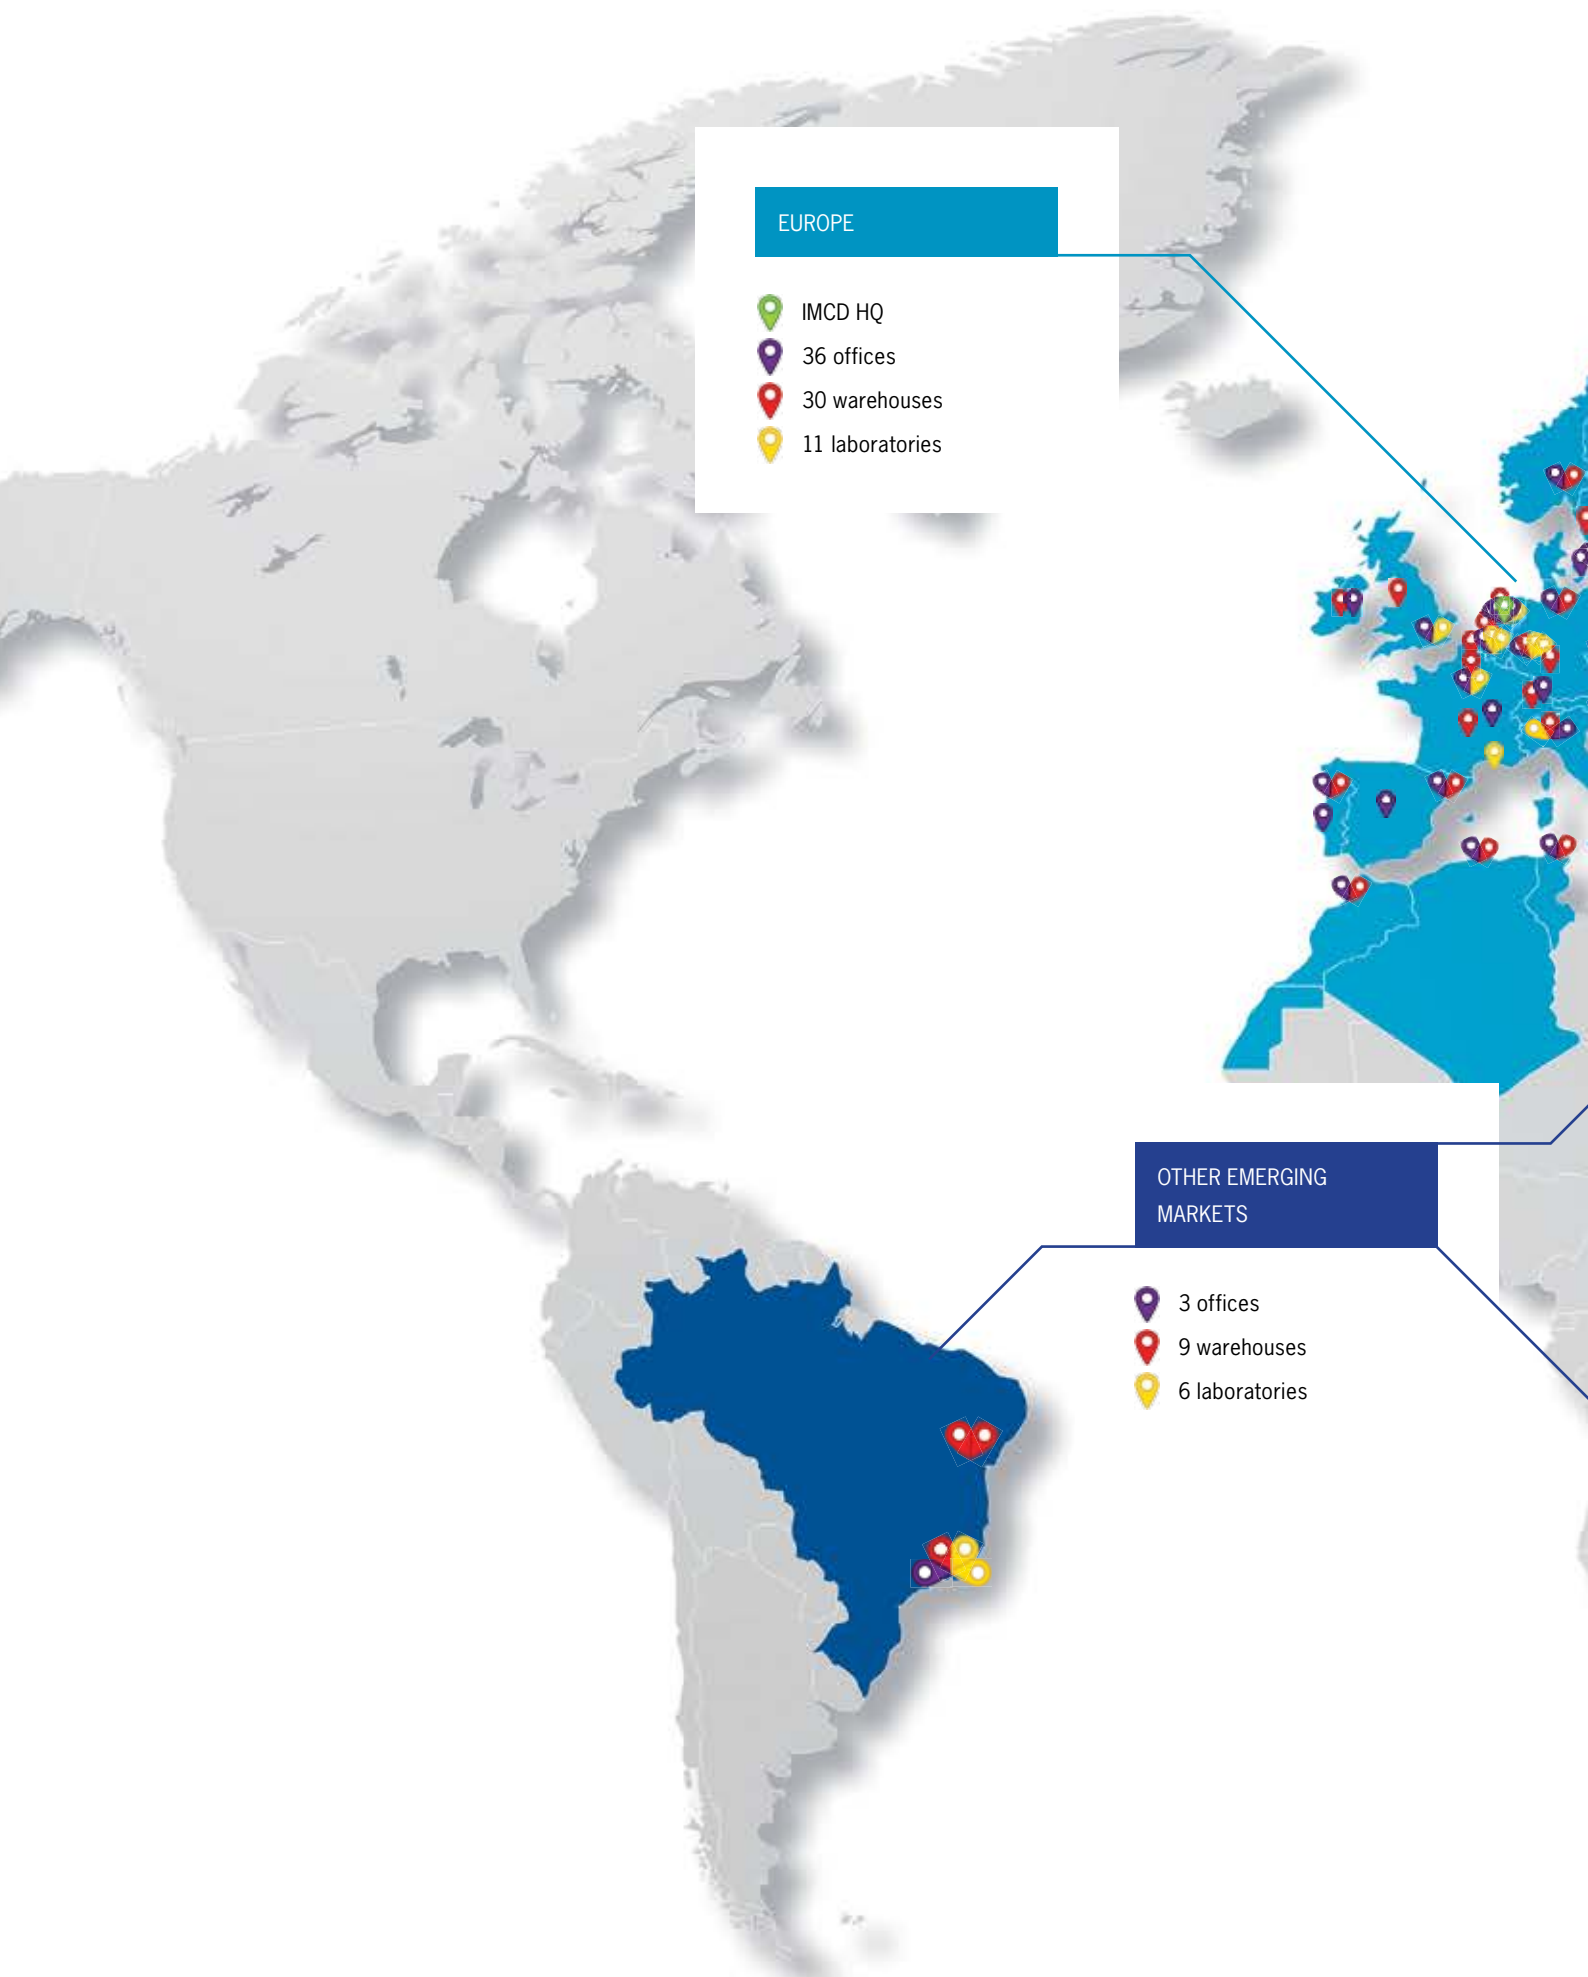 EUROPE
IMCD HQ
36 offices
30 warehouses
11 laboratories
OTHER EMERGING
MARKETS
3 offices
9 warehouses
6 laboratories